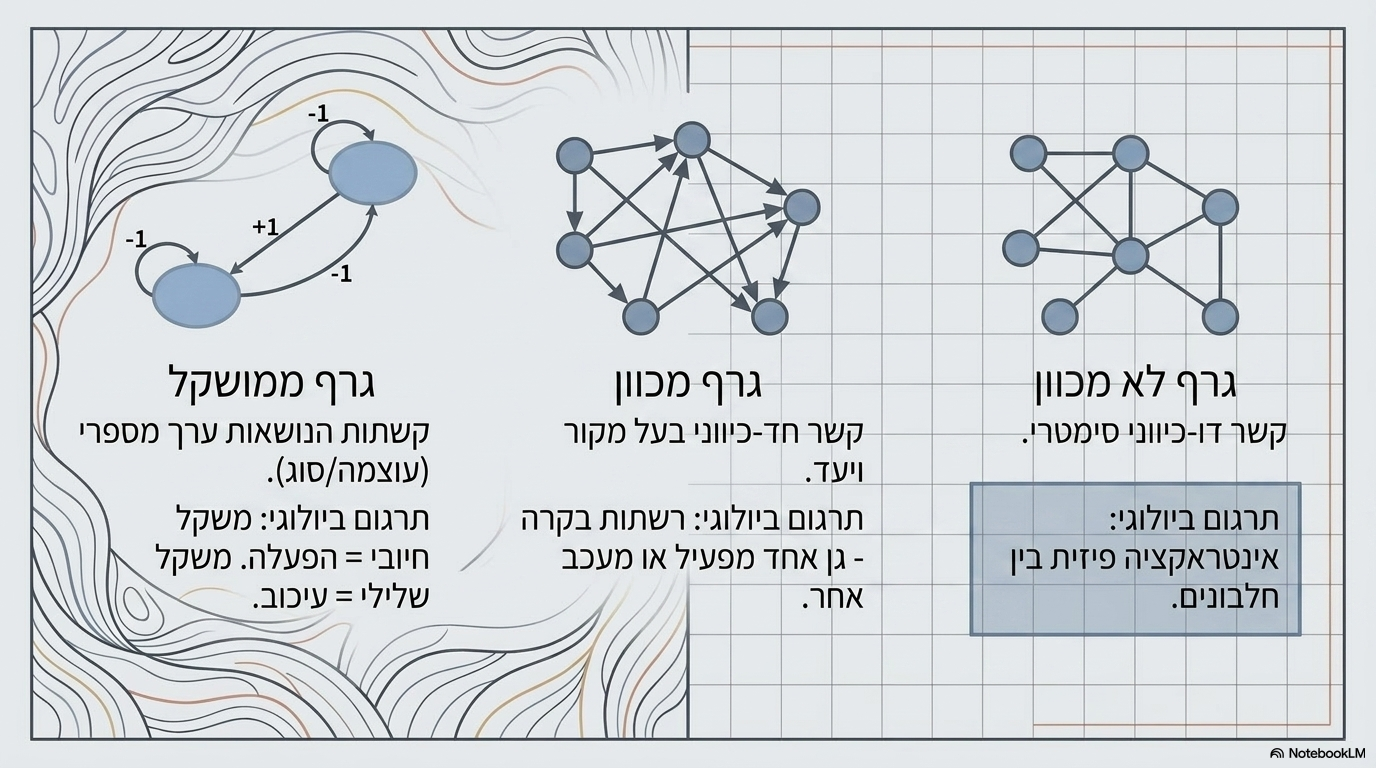 גרף לא מכוון
קשר דו-כיווני סימטרי.
תרגום ביולוגי:
אינטראקציה פיזית בין
חלבונים.
גרף מכוון
קשר חד-כיווני בעל מקור
ויעד.
תרגום ביולוגי: רשתות בקרה
- גן אחד מפעיל או מעכב
אחר.
-1
+1
-1
-1
גרף ממושקל
קשתות הנושאות ערך מספרי
(עוצמה/סוג).
תרגום ביולוגי: משקל
חיובי = הפעלה. משקל
שלילי = עיכוב.
NotebookLM